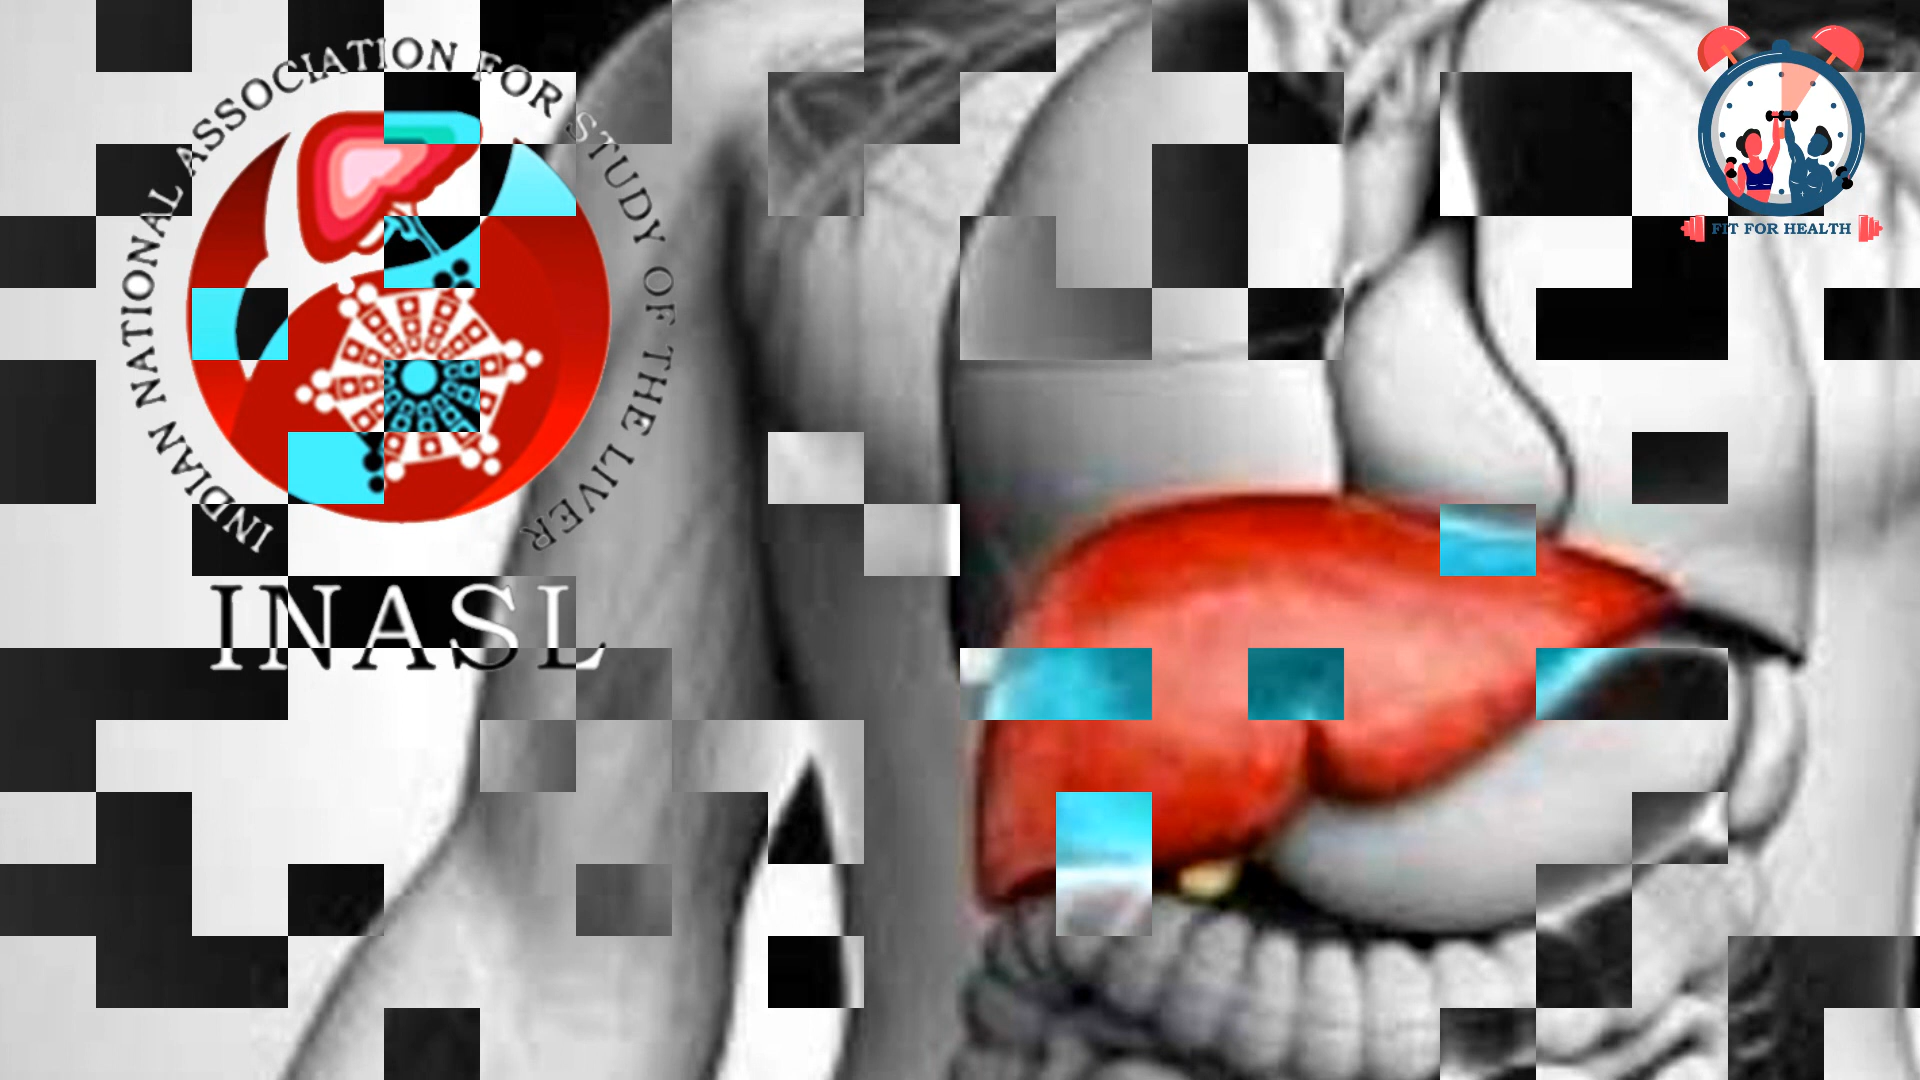 INDIAN NATIONAL ASSOCIATION FOR STUDY OF THE LIVER
INASL
FIT FOR HEALTH